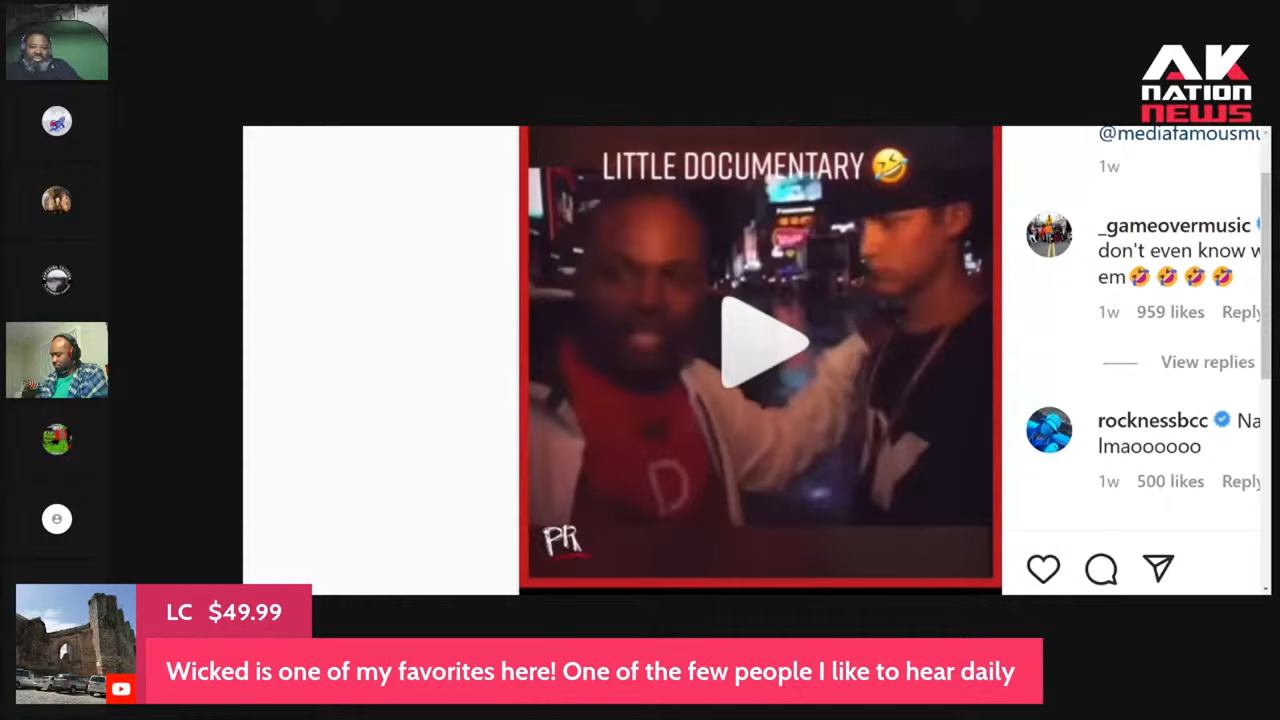 AK
NATION
NEWS
LITTLE DOCUMENTARY 🤣
@mediafamousmu
1w
_gameovermusic
don't even know w
em🤣🤣🤣🤣
1w 959 likes Reply
View replies
rocknessbcc Na
lmaoooooo
1w 500 likes Reply
D
PR
LC $49.99
Wicked is one of my favorites here! One of the few people I like to hear daily